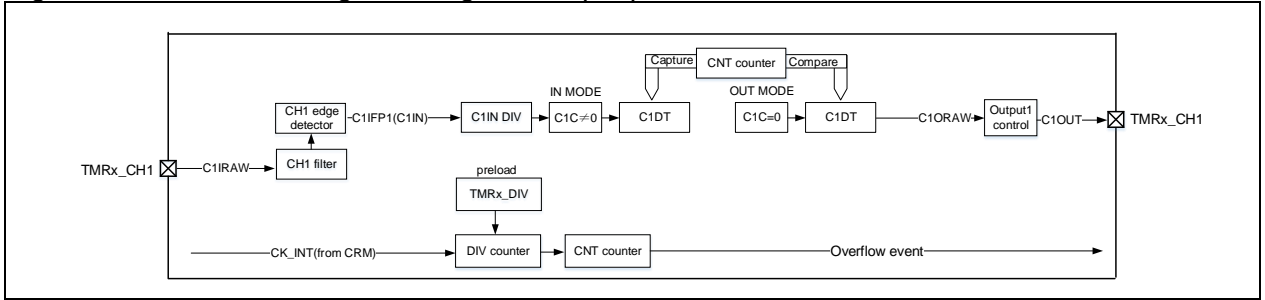 Capture
CNT counter
Compare
IN MODE
OUT MODE
CH1 edge
detector
C1IFP1(C1IN)
C1IN DIV
C1C≠0
C1DT
C1C=0
C1DT
C1ORAW
Output1
control
C1OUT
TMRx_CH1
TMRx_CH1
C1IRAW
CH1 filter
preload
TMRx_DIV
CK_INT(from CRM)
DIV counter
CNT counter
Overflow event